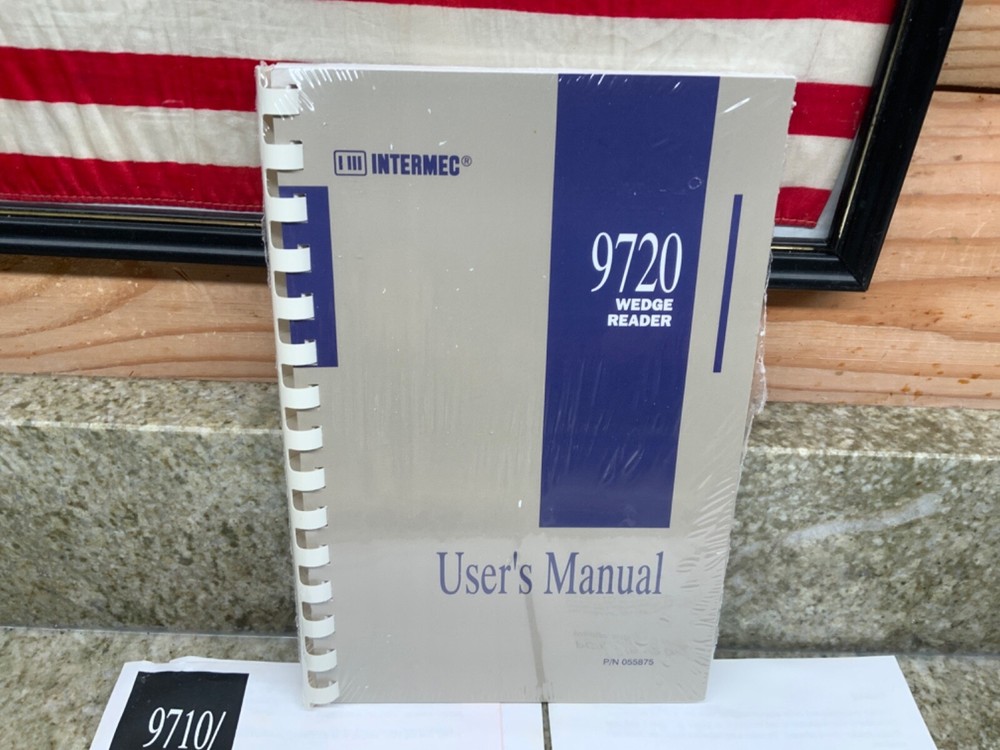 INTERMEC®
9720
WEDGE
READER
User's Manual
P/N 055875
9710/